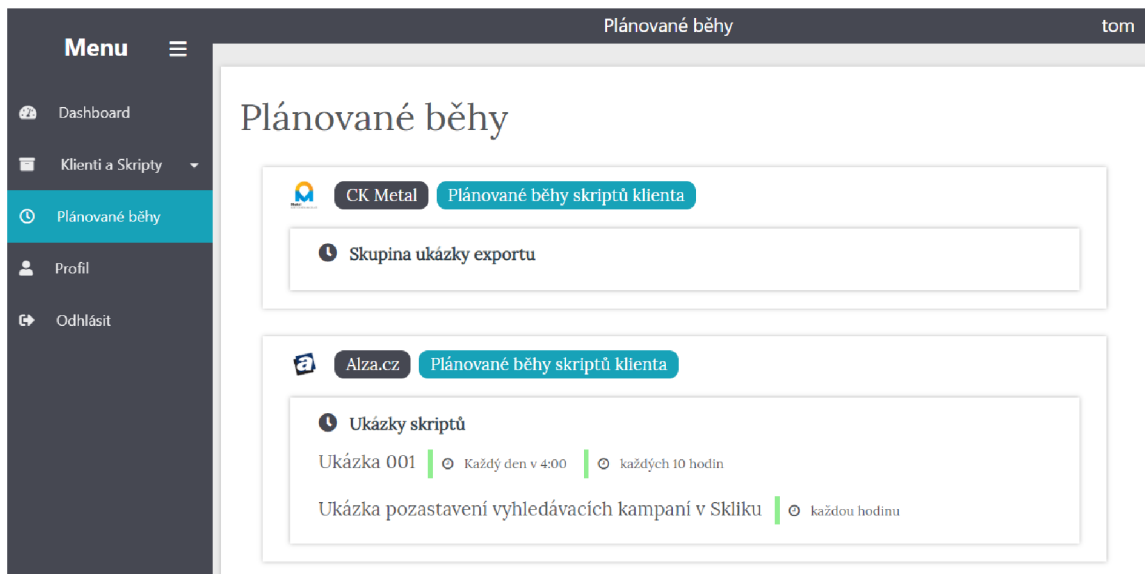 Plánované běhy
tom
Menu
Dashboard
Klienti a Skripty
Plánované běhy
Profil
Odhlásit
Plánované běhy
CK Metal Plánované běhy skriptů klienta
Skupina ukázky exportu
Alza.cz Plánované běhy skriptů klienta
Ukázky skriptů
Ukázka 001 Každý den v 4:00 každých 10 hodin
Ukázka pozastavení vyhledávacích kampaní v Skliku každou hodinu